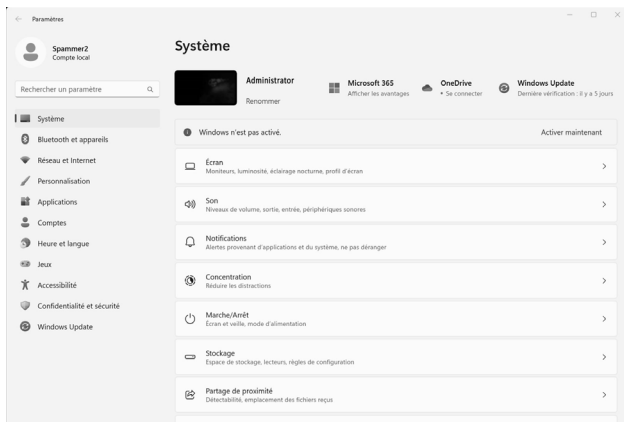 Paramètres
Spammer2
Compte local
Rechercher un paramètre
Système
Bluetooth et appareils
Réseau et Internet
Personnalisation
Applications
Comptes
Heure et langue
Jeux
Accessibilité
Confidentialité et sécurité
Windows Update
Système
Administrator
Renommer
Microsoft 365
Afficher les avantages
OneDrive
• Se connecter
Windows Update
Dernière vérification : il y a 5 jours
Windows n'est pas activé.
Activer maintenant
Écran
Moniteurs, luminosité, éclairage nocturne, profil d'écran
Son
Niveaux de volume, sortie, entrée, périphériques sonores
Notifications
Alertes provenant d'applications et du système, ne pas déranger
Concentration
Réduire les distractions
Marche/Arrêt
Écran et veille, mode d'alimentation
Stockage
Espace de stockage, lecteurs, règles de configuration
Partage de proximité
Détectabilité, emplacement des fichiers reçus